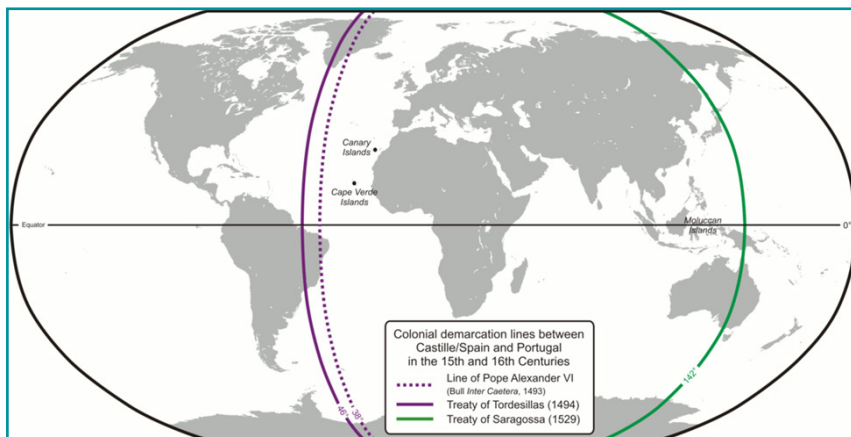 Canary
Islands
Cape Verde
Islands
Equator
Moluccan
Islands
0°
Colonial demarcation lines between
Castille/Spain and Portugal
in the 15th and 16th Centuries
Line of Pope Alexander VI
(Bull Inter Caetera, 1493)
Treaty of Tordesillas (1494)
Treaty of Saragossa (1529)
46°
38°
142°